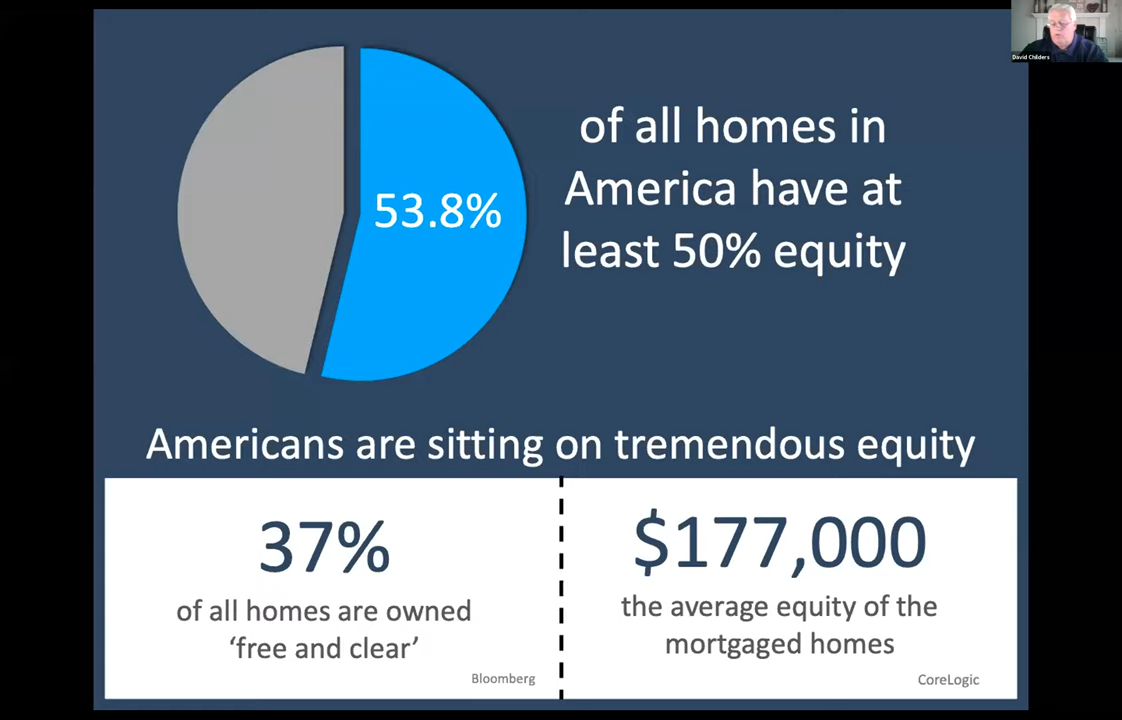 David Childers
53.8%
of all homes in
America have at
least 50% equity
Americans are sitting on tremendous equity
37%
of all homes are owned
‘free and clear’
Bloomberg
$177,000
the average equity of the
mortgaged homes
CoreLogic